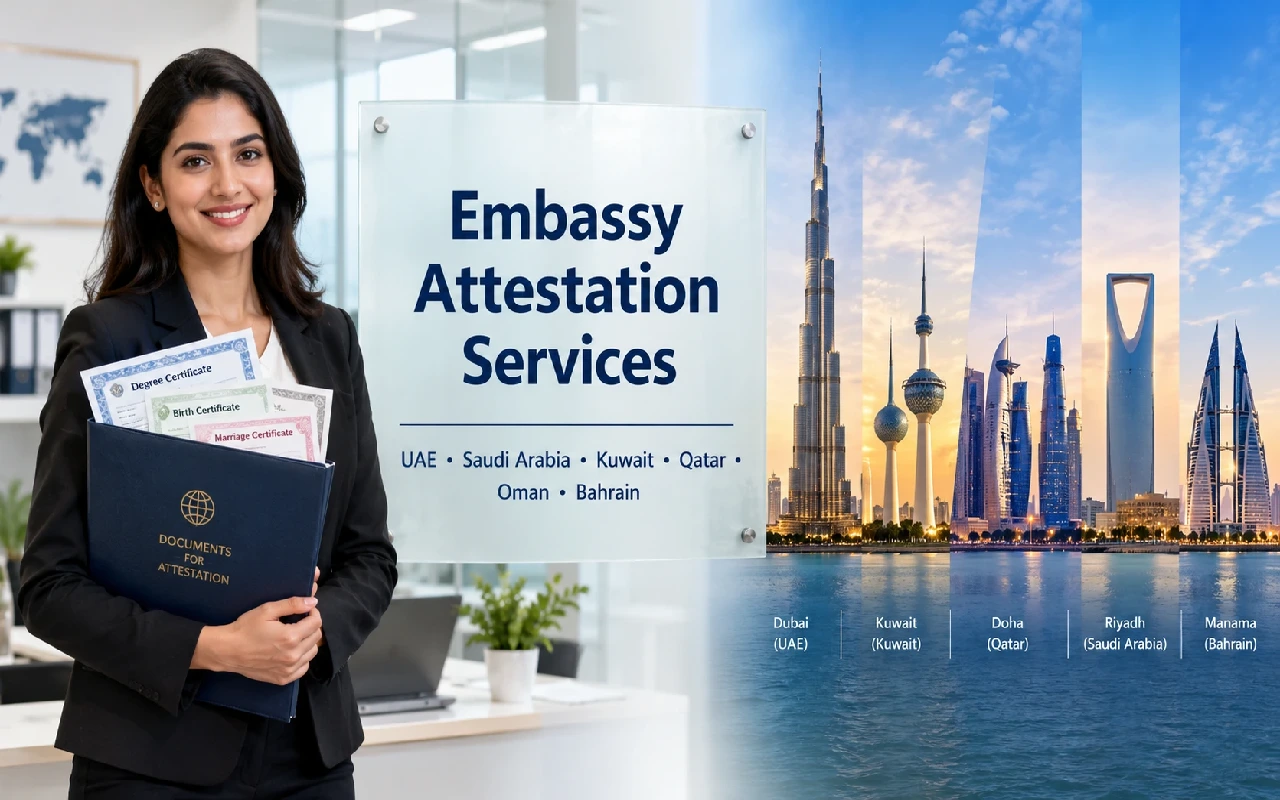 Degree Certificate
Birth Certificate
Marriage Certificate
DOCUMENTS
FOR
ATTESTATION
Embassy
Attestation
Services
UAE • Saudi Arabia • Kuwait • Qatar •
Oman • Bahrain
Dubai
(UAE)
Kuwait
(Kuwait)
Doha
(Qatar)
Riyadh
(Saudi Arabia)
Manama
(Bahrain)